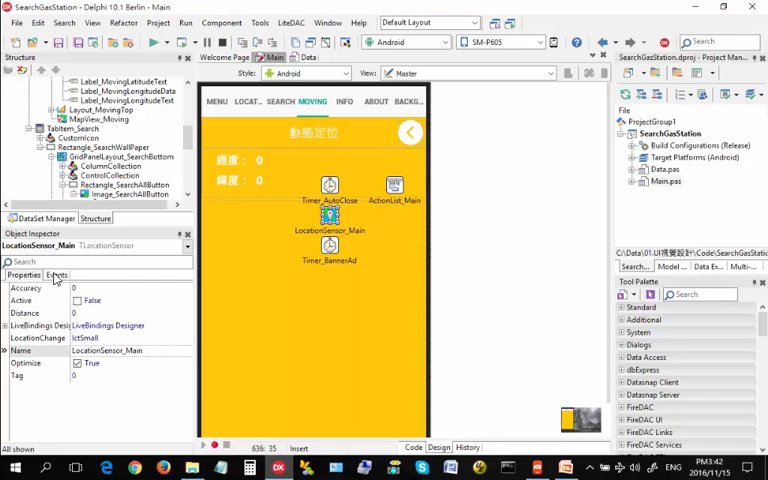 SearchGasStation - Delphi 10.1 Berlin - Main
File Edit Search View Refactor Project Run Component Tools LiteDAC Window Help Default Layout
Android SM-P605
Structure
Welcome Page Main Data
SearchGasStation.dproj - Project Man...
Style: Android View: Master
Label_MovingLatitudeText
Label_MovingLongitudeData
Label_MovingLongitudeText
Layout_MovingTop
MapView_Moving
TabItem_Search
CustomIcon
Rectangle_SearchWallPaper
GridPanelLayout_SearchBottom
ColumnCollection
ControlCollection
Rectangle_SearchAllButton
Image_SearchAllButton
DataSet Manager Structure
Object Inspector
LocationSensor_Main TLocationSensor
Search
Properties Events
Accuracy 0
Active False
Distance 0
LiveBindings Desi LiveBindings Designer
LocationChange lctSmall
Name LocationSensor_Main
Optimize True
Tag 0
All shown
MENU LOCAT... SEARCH MOVING INFO ABOUT BACKG...
動態定位
經度： 0
緯度： 0
Timer_AutoClose
ActionList_Main
LocationSensor_Main
Timer_BannerAd
636: 35 Insert
Code Design History
File
ProjectGroup1
SearchGasStation
Build Configurations (Release)
Target Platforms (Android)
Data.pas
Main.pas
C:\Data\01.UI視覺設計\Code\SearchGasStatio
Search... Model ... Data Ex... Multi-...
Tool Palette
Search
Standard
Additional
System
Dialogs
Data Access
dbExpress
Datasnap Client
Datasnap Server
FireDAC
FireDAC UI
FireDAC Links
FireDAC Services
ENG
PM3:42
2016/11/15